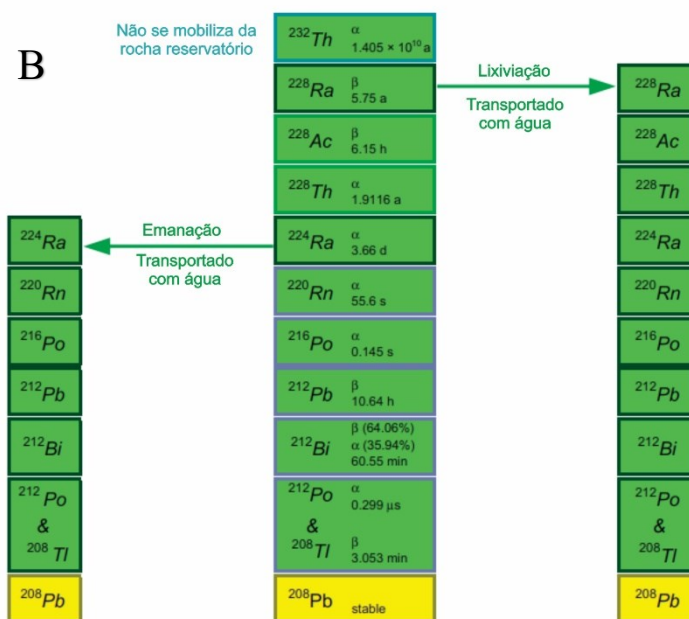 Não se mobiliza da
rocha reservatório
B
²³²Th α
1.405 × 10¹⁰ a
²²⁸Ra β
5.75 a
²²⁸Ac β
6.15 h
²²⁸Th α
1.9116 a
²²⁴Ra α
3.66 d
²²⁰Rn α
55.6 s
²¹⁶Po α
0.145 s
²¹²Pb β
10.64 h
β (64.06%)
²¹²Bi α (35.94%)
60.55 min
²¹²Po α
0.299 µs
&
²⁰⁸Tl β
3.053 min
²⁰⁸Pb stable
Emanação
Transportado
com água
²²⁴Ra
²²⁰Rn
²¹⁶Po
²¹²Pb
²¹²Bi
²¹²Po
&
²⁰⁸Tl
²⁰⁸Pb
Lixiviação
Transportado
com água
²²⁸Ra
²²⁸Ac
²²⁸Th
²²⁴Ra
²²⁰Rn
²¹⁶Po
²¹²Pb
²¹²Bi
²¹²Po
&
²⁰⁸Tl
²⁰⁸Pb